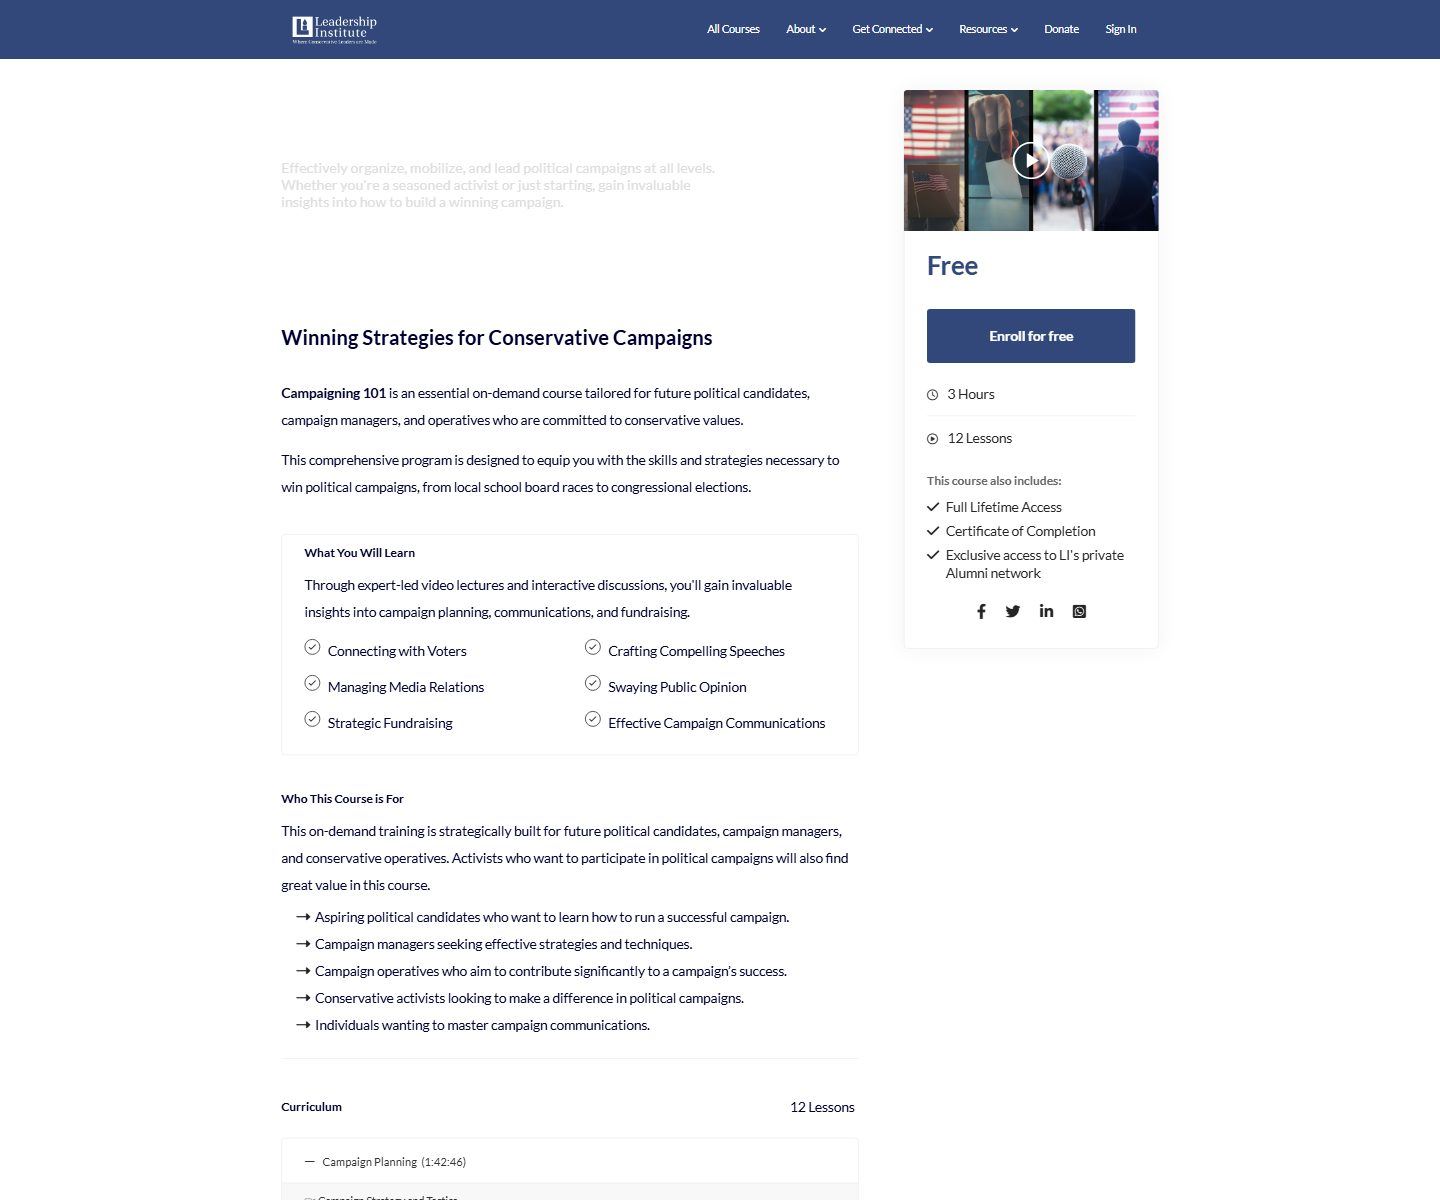 Leadership
Institute
Where Conservative Leaders are Made
All Courses
About
Get Connected
Resources
Donate
Sign In
Effectively organize, mobilize, and lead political campaigns at all levels.
Whether you're a seasoned activist or just starting, gain invaluable
insights into how to build a winning campaign.
Free
Enroll for free
3 Hours
12 Lessons
This course also includes:
Full Lifetime Access
Certificate of Completion
Exclusive access to LI's private
Alumni network
Winning Strategies for Conservative Campaigns
Campaigning 101 is an essential on-demand course tailored for future political candidates,
campaign managers, and operatives who are committed to conservative values.
This comprehensive program is designed to equip you with the skills and strategies necessary to
win political campaigns, from local school board races to congressional elections.
What You Will Learn
Through expert-led video lectures and interactive discussions, you'll gain invaluable
insights into campaign planning, communications, and fundraising.
Connecting with Voters
Crafting Compelling Speeches
Managing Media Relations
Swaying Public Opinion
Strategic Fundraising
Effective Campaign Communications
Who This Course is For
This on-demand training is strategically built for future political candidates, campaign managers,
and conservative operatives. Activists who want to participate in political campaigns will also find
great value in this course.
Aspiring political candidates who want to learn how to run a successful campaign.
Campaign managers seeking effective strategies and techniques.
Campaign operatives who aim to contribute significantly to a campaign’s success.
Conservative activists looking to make a difference in political campaigns.
Individuals wanting to master campaign communications.
Curriculum
12 Lessons
Campaign Planning (1:42:46)
Campaign Strategy and Tactics